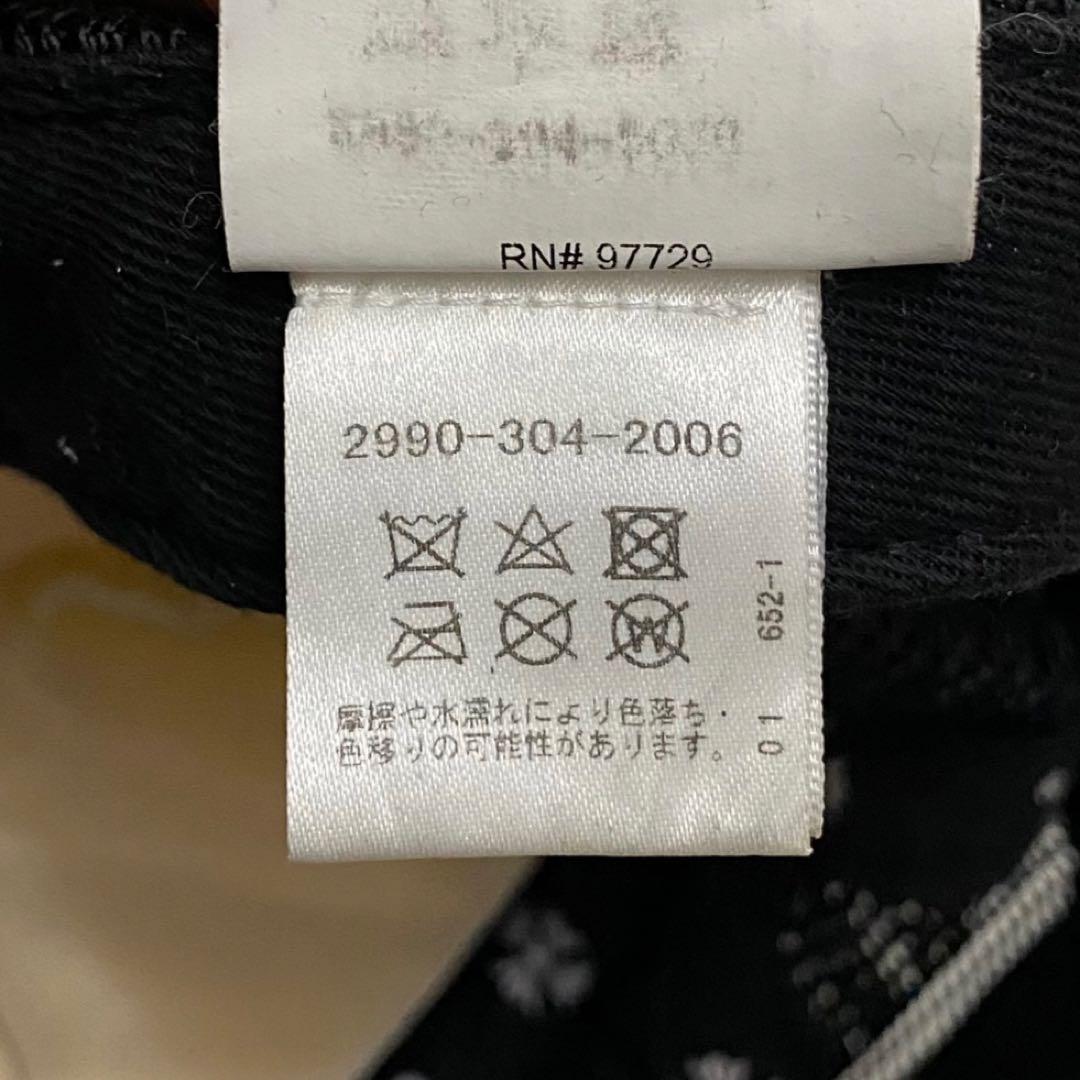 RN# 97729
2990-304-2006
摩擦や水濡れにより色落ち・
色移りの可能性があります。
652-1
01